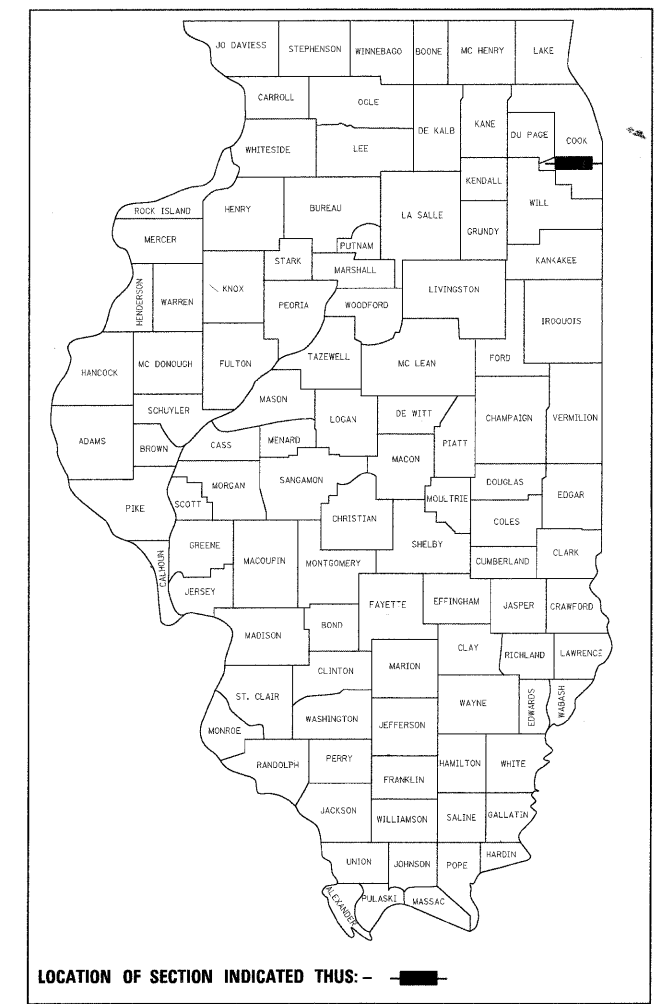 JO DAVIESS
STEPHENSON
WINNEBAGO
BOONE
MC HENRY
LAKE
CARROLL
OGLE
DE KALB
KANE
DU PAGE
COOK
WHITESIDE
LEE
KENDALL
WILL
ROCK ISLAND
HENRY
BUREAU
LA SALLE
GRUNDY
MERCER
PUTNAM
STARK
MARSHALL
KANKAKEE
HENDERSON
WARREN
KNOX
PEORIA
WOODFORD
LIVINGSTON
IROQUOIS
HANCOCK
MC DONOUGH
FULTON
TAZEWELL
MC LEAN
FORD
SCHUYLER
MASON
LOGAN
DE WITT
CHAMPAIGN
VERMILION
ADAMS
BROWN
CASS
MENARD
MACON
PIATT
PIKE
SCOTT
MORGAN
SANGAMON
CHRISTIAN
MOULTRIE
DOUGLAS
EDGAR
COLES
CALHOUN
GREENE
MACOUPIN
MONTGOMERY
SHELBY
CUMBERLAND
CLARK
JERSEY
FAYETTE
EFFINGHAM
JASPER
CRAWFORD
MADISON
BOND
CLAY
RICHLAND
LAWRENCE
CLINTON
MARION
ST. CLAIR
WASHINGTON
JEFFERSON
WAYNE
EDWARDS
WABASH
MONROE
RANDOLPH
PERRY
FRANKLIN
HAMILTON
WHITE
JACKSON
WILLIAMSON
SALINE
GALLATIN
UNION
JOHNSON
POPE
HARDIN
ALEXANDER
PULASKI
MASSAC
LOCATION OF SECTION INDICATED THUS: –